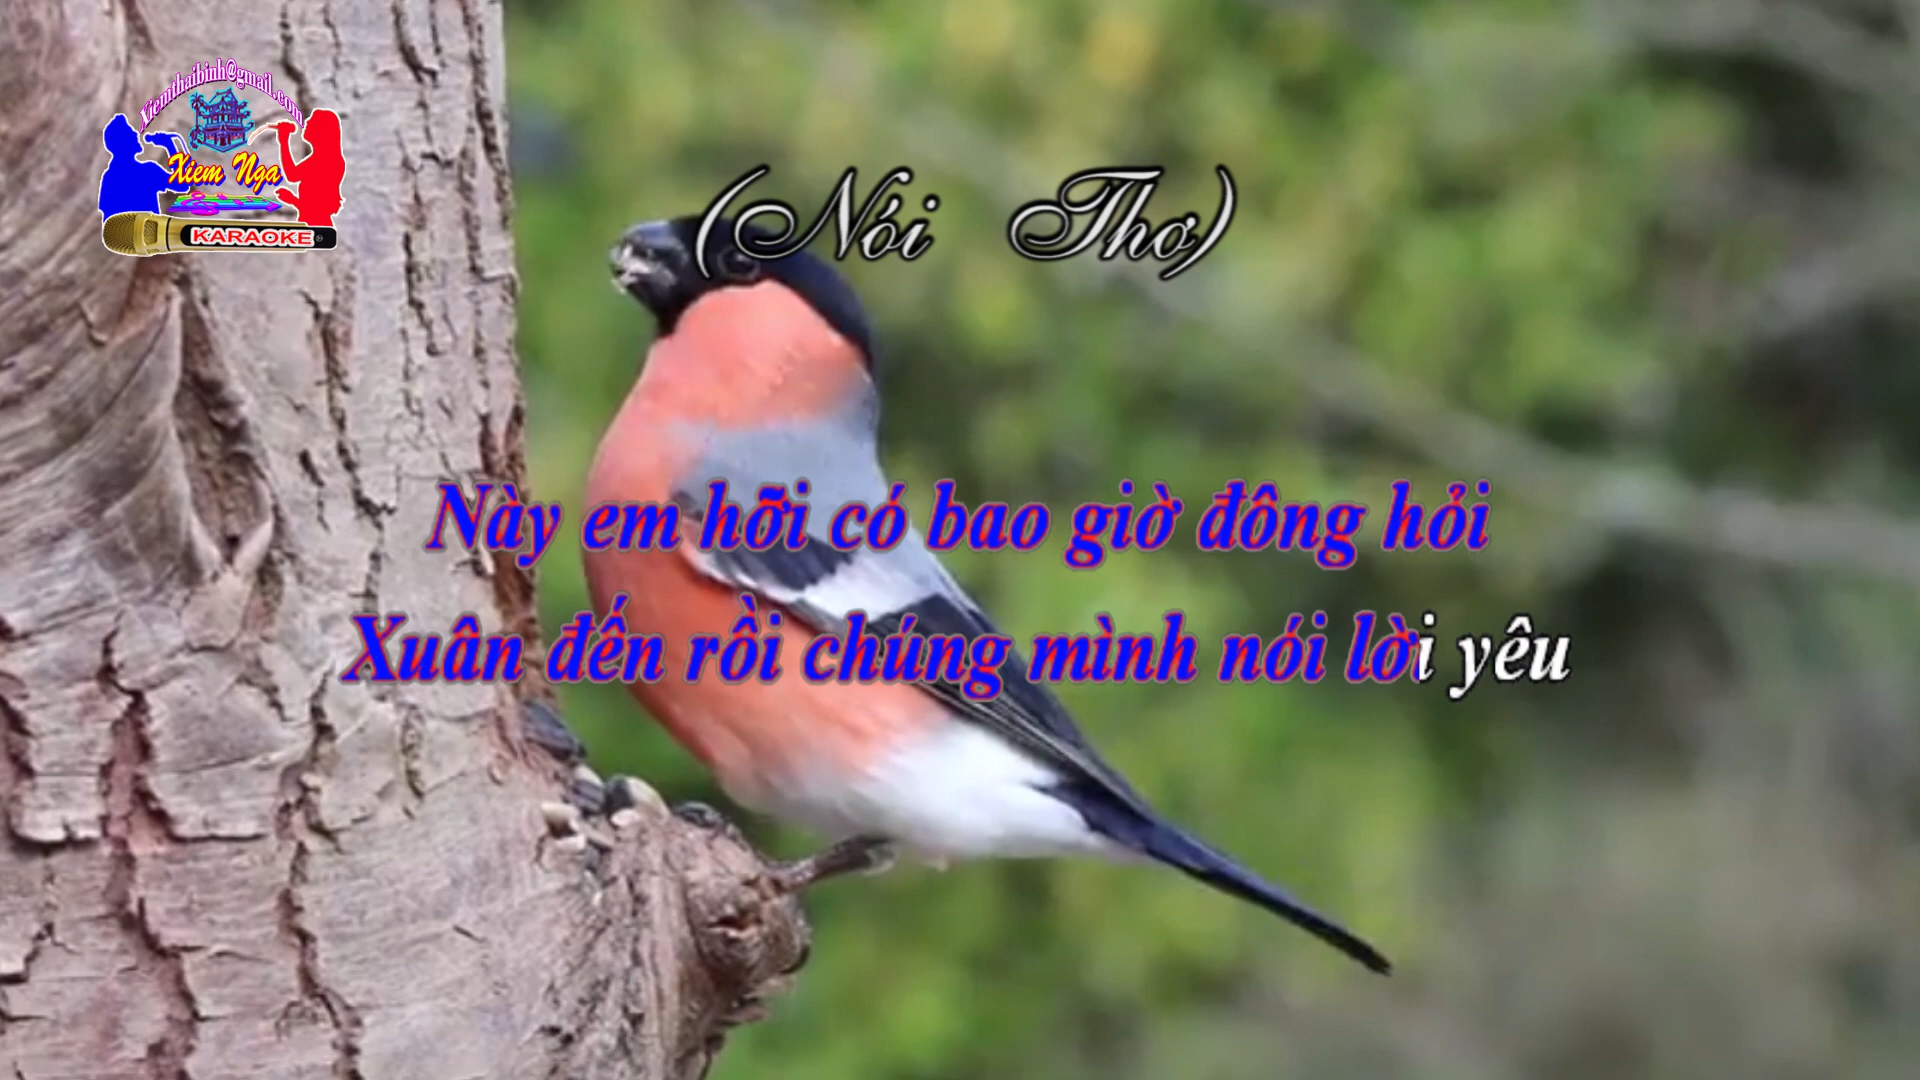 Xiemthaibinh@gmail.com
Xiem Nga
KARAOKE
(Nói Thơ)
Này em hỡi có bao giờ đông hỏi
Xuân đến rồi chúng mình nói lời yêu